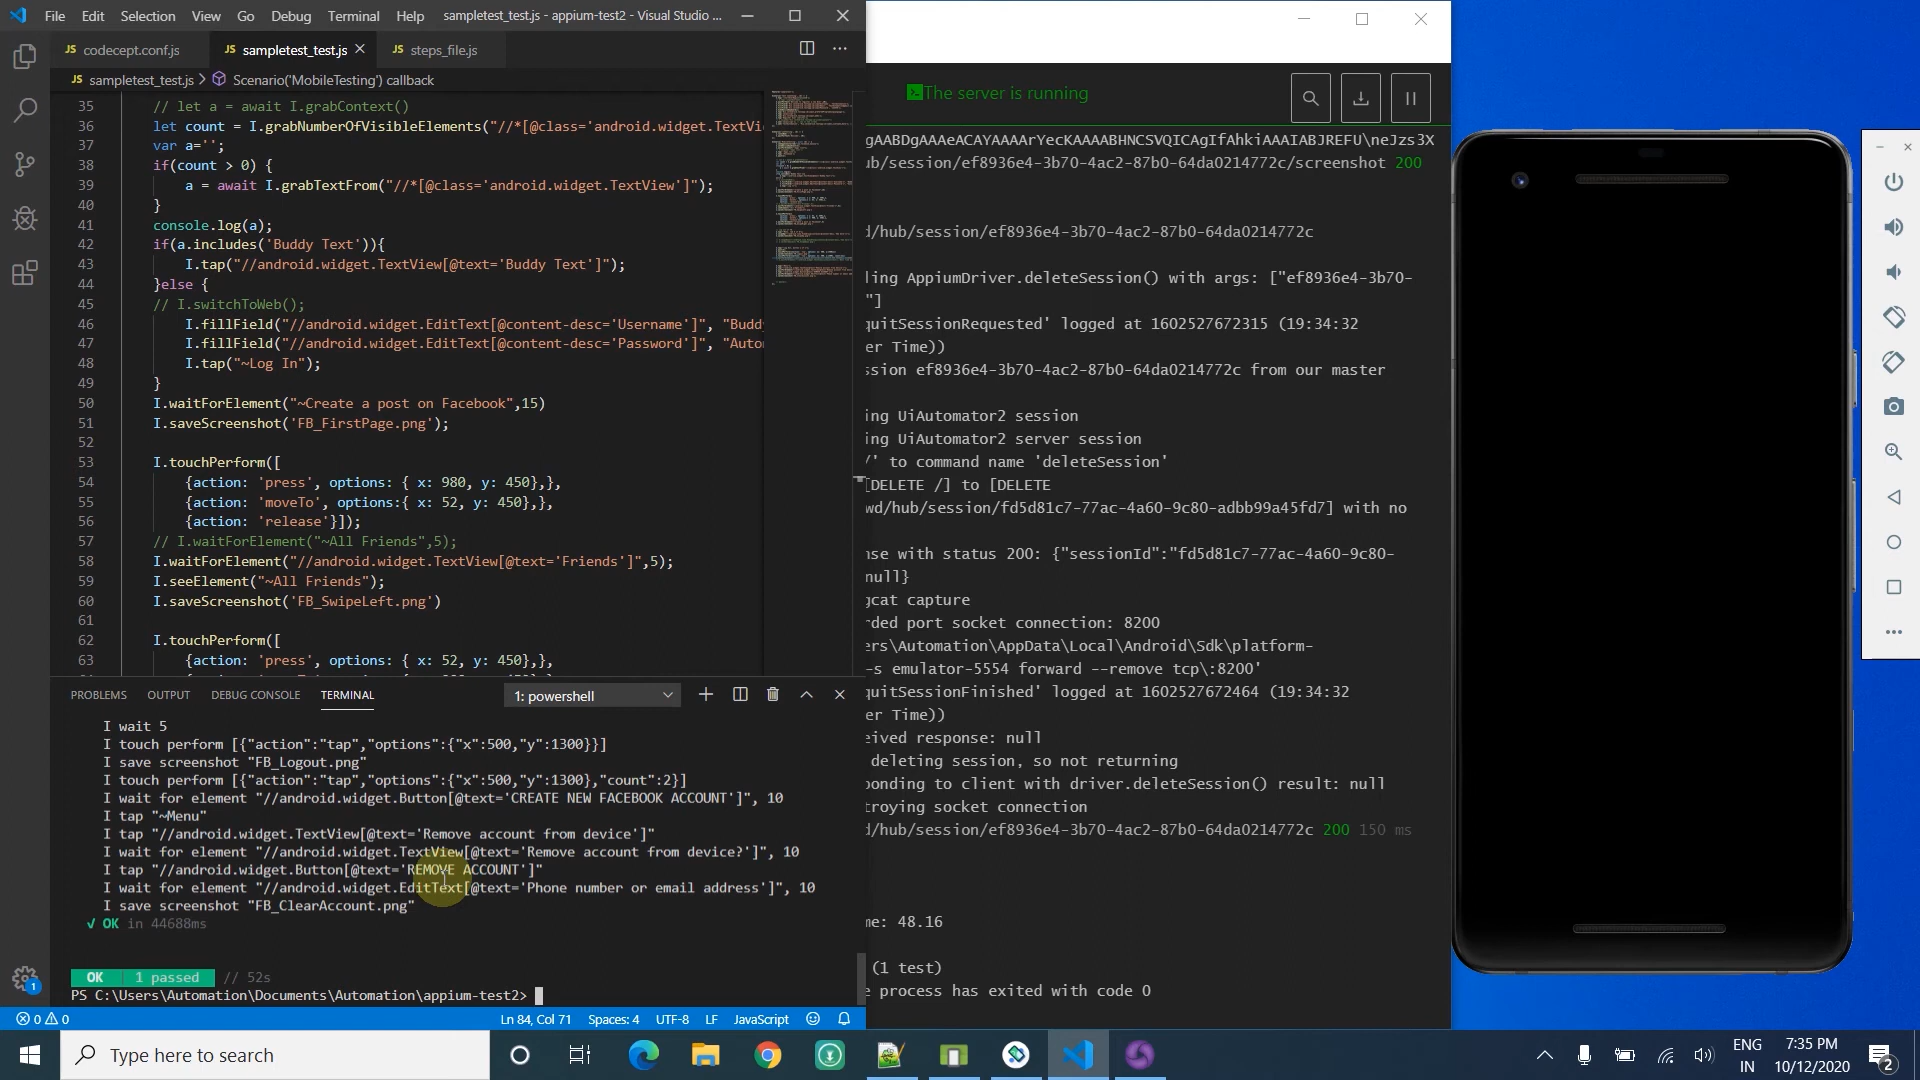 File Edit Selection View Go Debug Terminal Help sampletest_test.js - appium-test2 - Visual Studio ...
JS codecept.conf.js JS sampletest_test.js JS steps_file.js
JS sampletest_test.js > Scenario('MobileTesting') callback
35 // let a = await I.grabContext()
36 let count = I.grabNumberOfVisibleElements("//*[@class='android.widget.TextVi
37 var a='';
38 if(count > 0) {
39 a = await I.grabTextFrom("//*[@class='android.widget.TextView']");
40 }
41 console.log(a);
42 if(a.includes('Buddy Text')){
43 I.tap("//android.widget.TextView[@text='Buddy Text']");
44 }else {
45 // I.switchToWeb();
46 I.fillField("//android.widget.EditText[@content-desc='Username']", "Budd
47 I.fillField("//android.widget.EditText[@content-desc='Password']", "Auto
48 I.tap("~Log In");
49 }
50 I.waitForElement("~Create a post on Facebook",15)
51 I.saveScreenshot('FB_FirstPage.png');
52
53 I.touchPerform([
54 {action: 'press', options: { x: 980, y: 450},},
55 {action: 'moveTo', options:{ x: 52, y: 450},},
56 {action: 'release'}]);
57 // I.waitForElement("~All Friends",5);
58 I.waitForElement("//android.widget.TextView[@text='Friends']",5);
59 I.seeElement("~All Friends");
60 I.saveScreenshot('FB_SwipeLeft.png')
61
62 I.touchPerform([
63 {action: 'press', options: { x: 52, y: 450},},
PROBLEMS OUTPUT DEBUG CONSOLE TERMINAL 1: powershell
I wait 5
I touch perform [{"action":"tap","options":{"x":500,"y":1300}}]
I save screenshot "FB_Logout.png"
I touch perform [{"action":"tap","options":{"x":500,"y":1300},"count":2}]
I wait for element "//android.widget.Button[@text='CREATE NEW FACEBOOK ACCOUNT']", 10
I tap "~Menu"
I tap "//android.widget.TextView[@text='Remove account from device']"
I wait for element "//android.widget.TextView[@text='Remove account from device?']", 10
I tap "//android.widget.Button[@text='REMOVE ACCOUNT']"
I wait for element "//android.widget.EditText[@text='Phone number or email address']", 10
I save screenshot "FB_ClearAccount.png"
√ OK in 44688ms
OK | 1 passed // 52s
PS C:\Users\Automation\Documents\Automation\appium-test2>
0 0 Ln 84, Col 71 Spaces: 4 UTF-8 LF JavaScript
The server is running
gAABDgAAAeACAYAAAArYecKAAAABHNCSVQICAgIfAhkiAAAIABJREFU\neJzs3X
ub/session/ef8936e4-3b70-4ac2-87b0-64da0214772c/screenshot 200
d/hub/session/ef8936e4-3b70-4ac2-87b0-64da0214772c
ling AppiumDriver.deleteSession() with args: ["ef8936e4-3b70-
"]
quitSessionRequested' logged at 1602527672315 (19:34:32
er Time))
ssion ef8936e4-3b70-4ac2-87b0-64da0214772c from our master
ing UiAutomator2 session
ing UiAutomator2 server session
/' to command name 'deleteSession'
[DELETE /] to [DELETE
wd/hub/session/fd5d81c7-77ac-4a60-9c80-adbb99a45fd7] with no
nse with status 200: {"sessionId":"fd5d81c7-77ac-4a60-9c80-
null}
gcat capture
rded port socket connection: 8200
ers\Automation\AppData\Local\Android\Sdk\platform-
-s emulator-5554 forward --remove tcp\:8200'
quitSessionFinished' logged at 1602527672464 (19:34:32
er Time))
eived response: null
deleting session, so not returning
ponding to client with driver.deleteSession() result: null
troying socket connection
d/hub/session/ef8936e4-3b70-4ac2-87b0-64da0214772c 200 150 ms
me: 48.16
(1 test)
e process has exited with code 0
Type here to search
ENG
IN
7:35 PM
10/12/2020
2
1